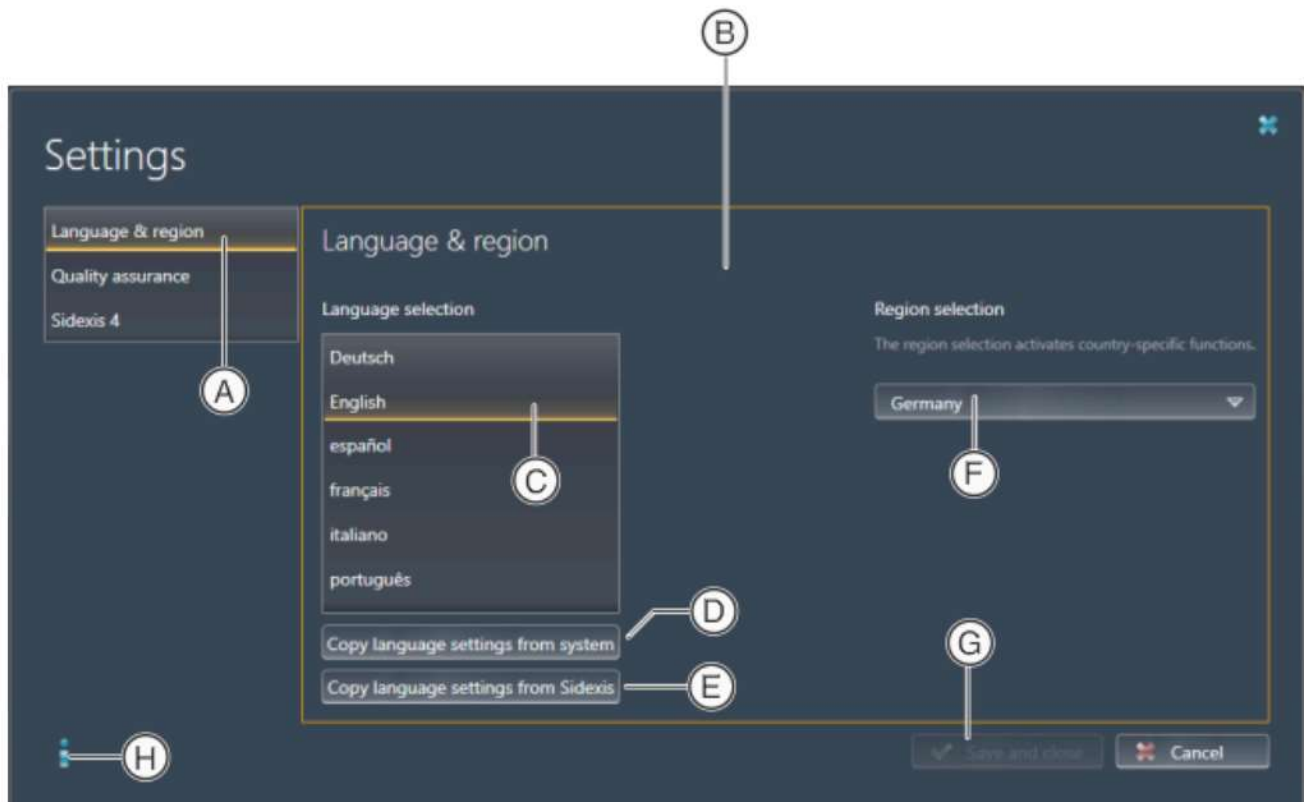 B
Settings
Language & region
Quality assurance
Sidexis 4
A
Language & region
Language selection
Deutsch
English
español
français
italiano
português
C
Copy language settings from system
D
Copy language settings from Sidexis
E
Region selection
The region selection activates country-specific functions.
Germany
F
G
Save and close
Cancel
H